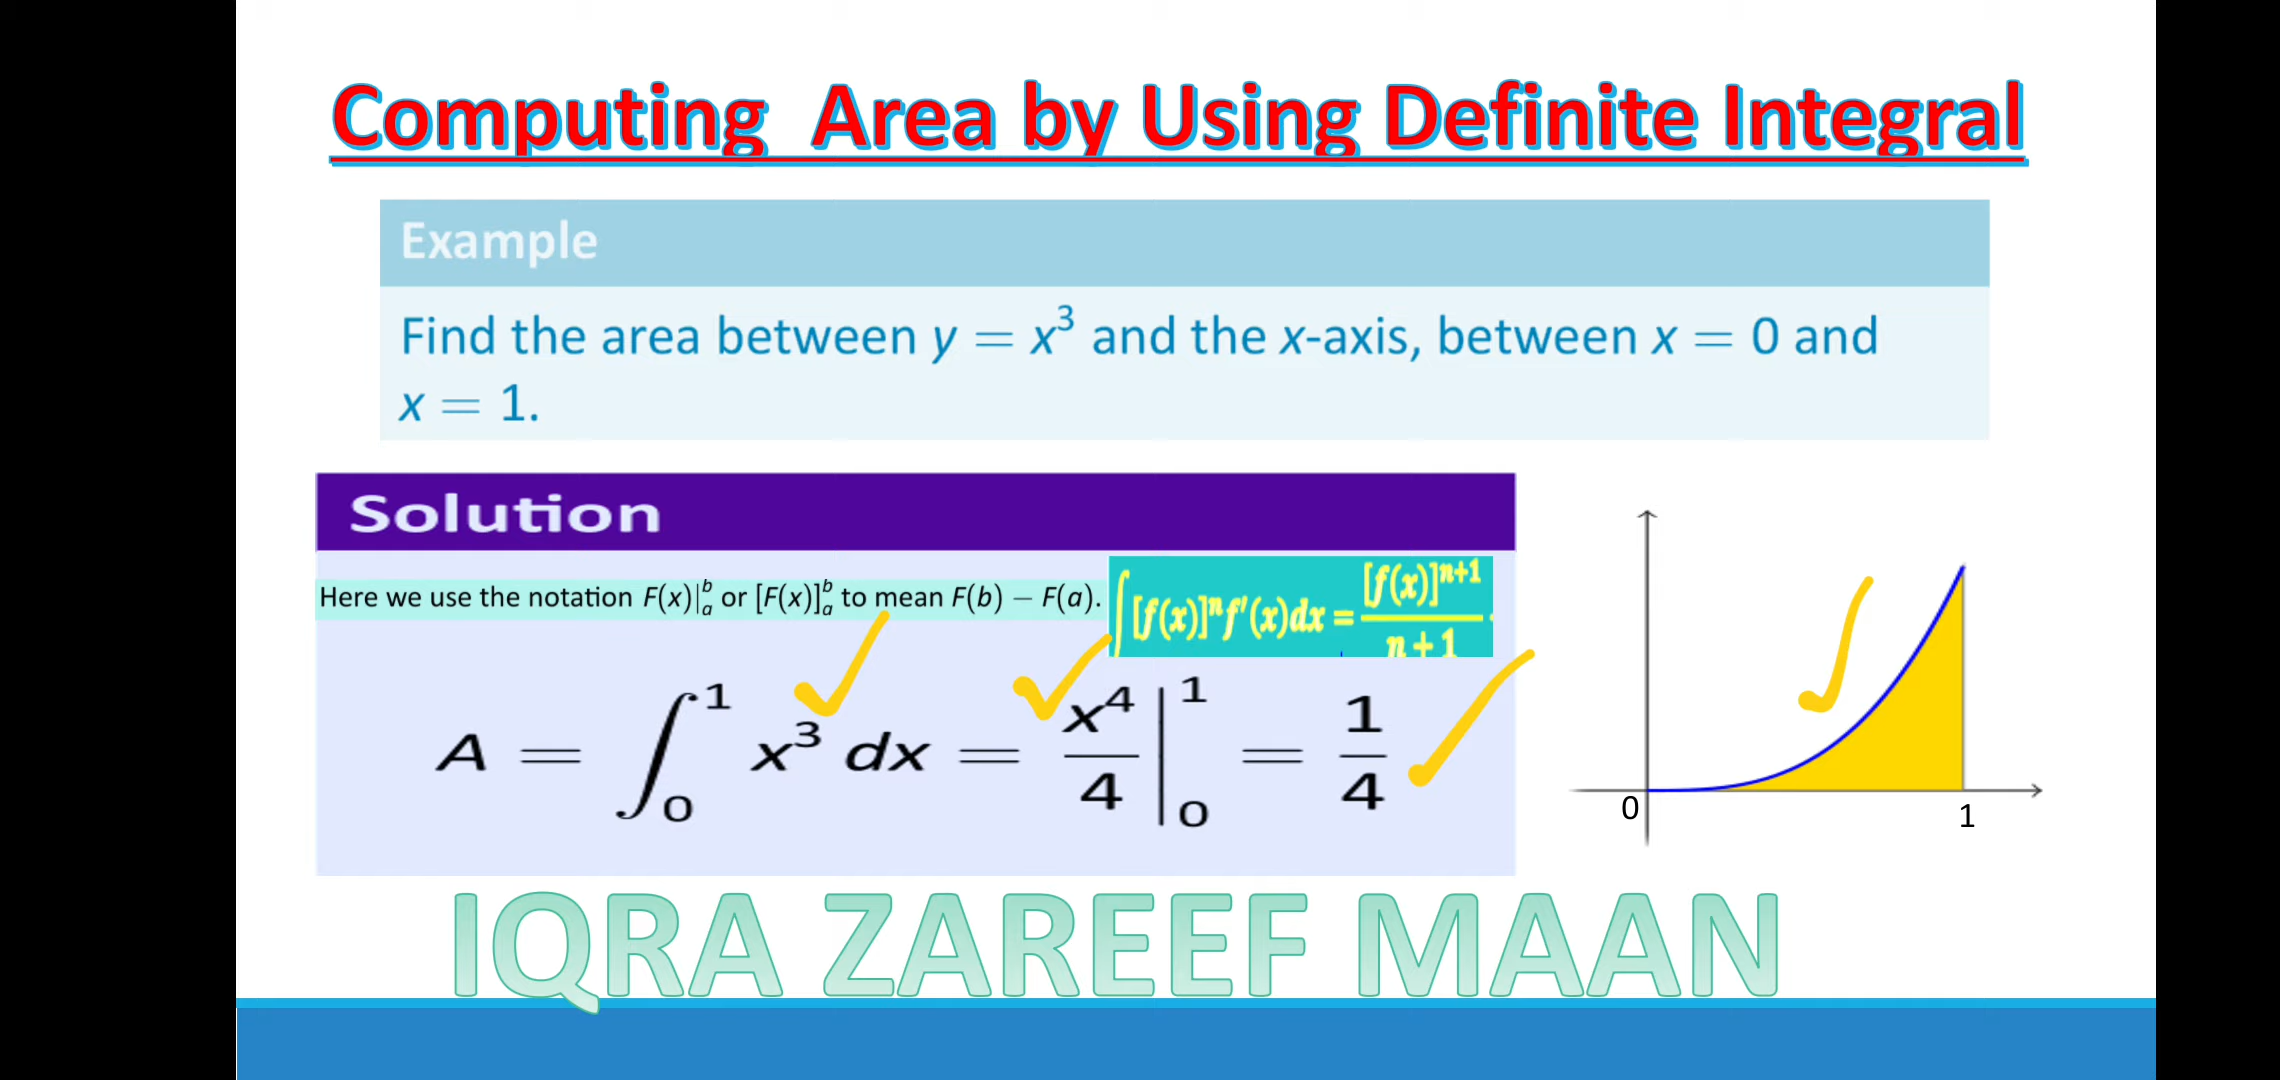 Computing Area by Using Definite Integral
Example
Find the area between y = x³ and the x-axis, between x = 0 and
x = 1.
Solution
Here we use the notation F(x)|ₐᵇ or [F(x)]ₐᵇ to mean F(b) − F(a).
∫[f(x)]ⁿf′(x)dx = [f(x)]ⁿ⁺¹/n + 1
A = ∫₀¹ x³ dx = x⁴/4 |₀¹ = 1/4
0
1
IQRA ZAREEF MAAN